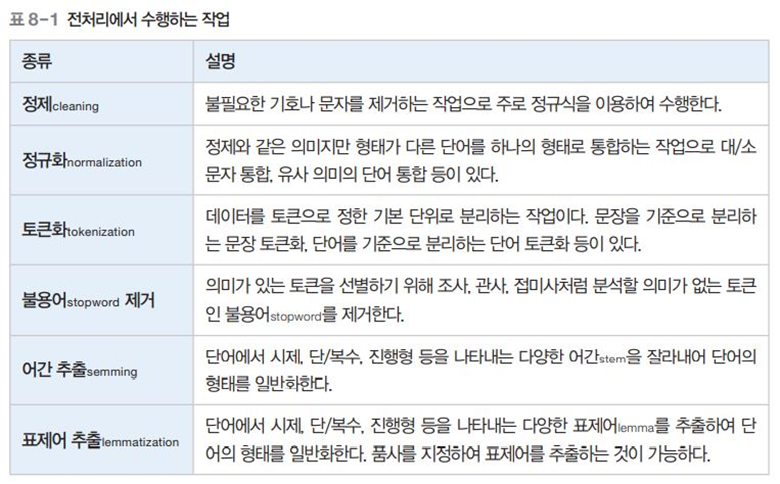 표 8-1 전처리에서 수행하는 작업
종류 설명
정제cleaning 불필요한 기호나 문자를 제거하는 작업으로 주로 정규식을 이용하여 수행한다.
정규화normalization 정제와 같은 의미지만 형태가 다른 단어를 하나의 형태로 통합하는 작업으로 대/소
문자 통합, 유사 의미의 단어 통합 등이 있다.
토큰화tokenization 데이터를 토큰으로 정한 기본 단위로 분리하는 작업이다. 문장을 기준으로 분리하
는 문장 토큰화, 단어를 기준으로 분리하는 단어 토큰화 등이 있다.
불용어stopword 제거 의미가 있는 토큰을 선별하기 위해 조사, 관사, 접미사처럼 분석할 의미가 없는 토큰
인 불용어stopword를 제거한다.
어간 추출semming 단어에서 시제, 단/복수, 진행형 등을 나타내는 다양한 어간stem을 잘라내어 단어의
형태를 일반화한다.
표제어 추출lemmatization 단어에서 시제, 단/복수, 진행형 등을 나타내는 다양한 표제어lemma를 추출하여 단
어의 형태를 일반화한다. 품사를 지정하여 표제어를 추출하는 것이 가능하다.